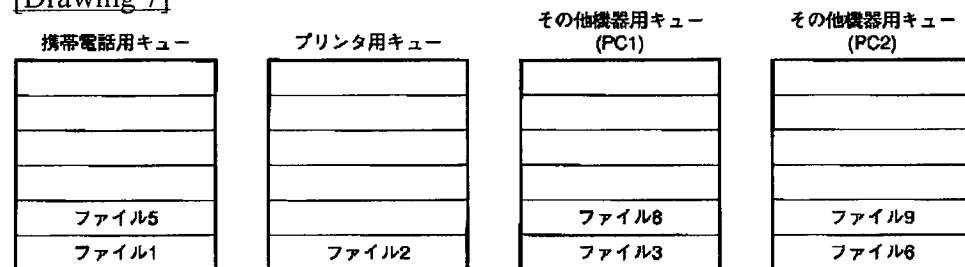 [Drawing 7]
携帯電話用キュー
プリンタ用キュー
その他機器用キュー
(PC1)
その他機器用キュー
(PC2)
ファイル5
ファイル8
ファイル9
ファイル1
ファイル2
ファイル3
ファイル6